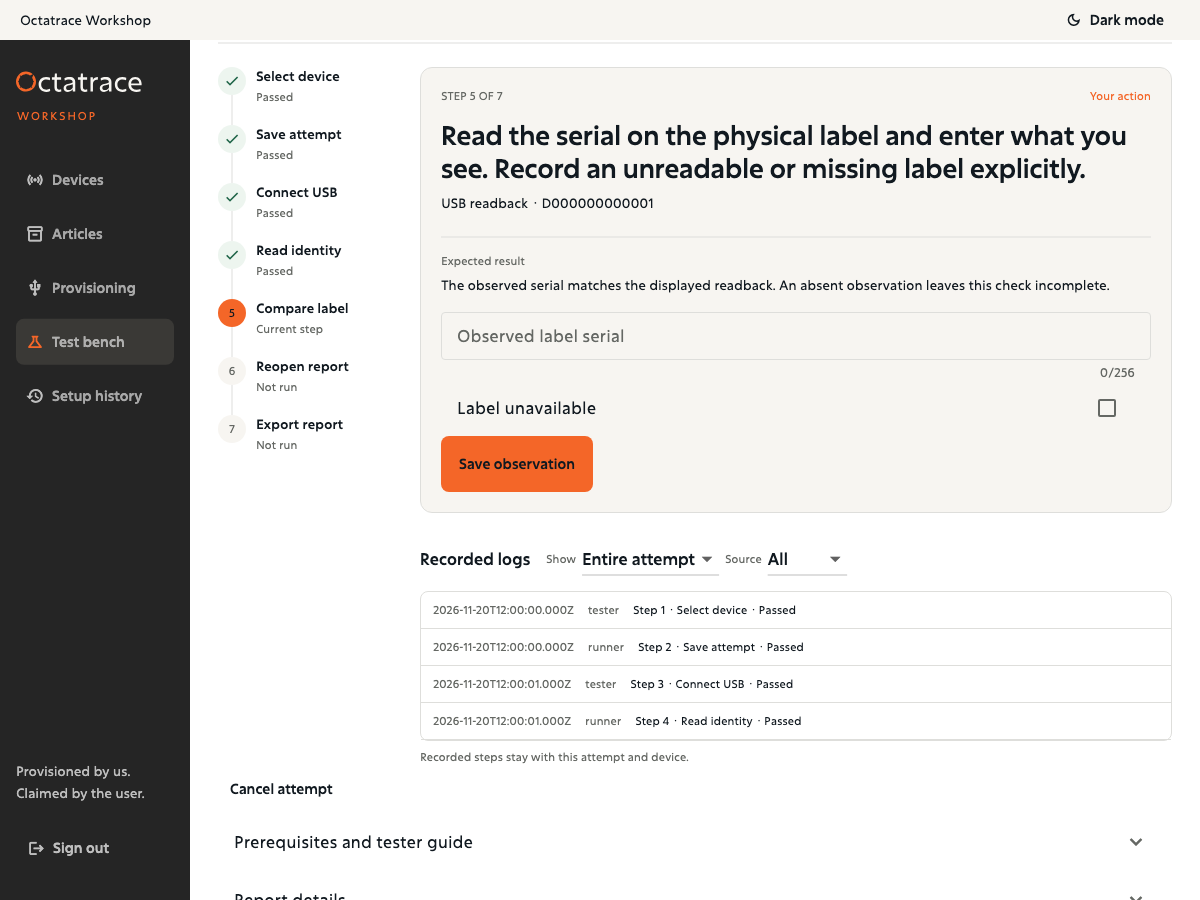 Octatrace Workshop
Dark mode
Octatrace
WORKSHOP
Devices
Articles
Provisioning
Test bench
Setup history
Provisioned by us.
Claimed by the user.
Sign out
Select device
Passed
Save attempt
Passed
Connect USB
Passed
Read identity
Passed
5
Compare label
Current step
6
Reopen report
Not run
7
Export report
Not run
STEP 5 OF 7
Your action
Read the serial on the physical label and enter what you
see. Record an unreadable or missing label explicitly.
USB readback · D000000000001
Expected result
The observed serial matches the displayed readback. An absent observation leaves this check incomplete.
Observed label serial
0/256
Label unavailable
Save observation
Recorded logs Show Entire attempt Source All
2026-11-20T12:00:00.000Z tester Step 1 · Select device · Passed
2026-11-20T12:00:00.000Z runner Step 2 · Save attempt · Passed
2026-11-20T12:00:01.000Z tester Step 3 · Connect USB · Passed
2026-11-20T12:00:01.000Z runner Step 4 · Read identity · Passed
Recorded steps stay with this attempt and device.
Cancel attempt
Prerequisites and tester guide
Report details